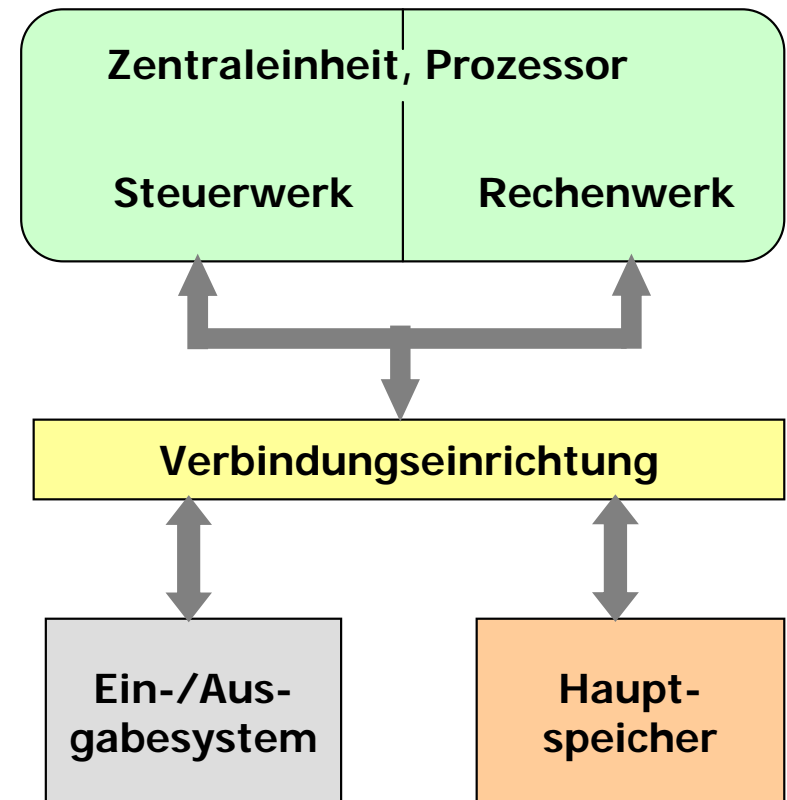 Zentraleinheit, Prozessor
Steuerwerk
Rechenwerk
Verbindungseinrichtung
Ein-/Aus-
gabesystem
Haupt-
speicher